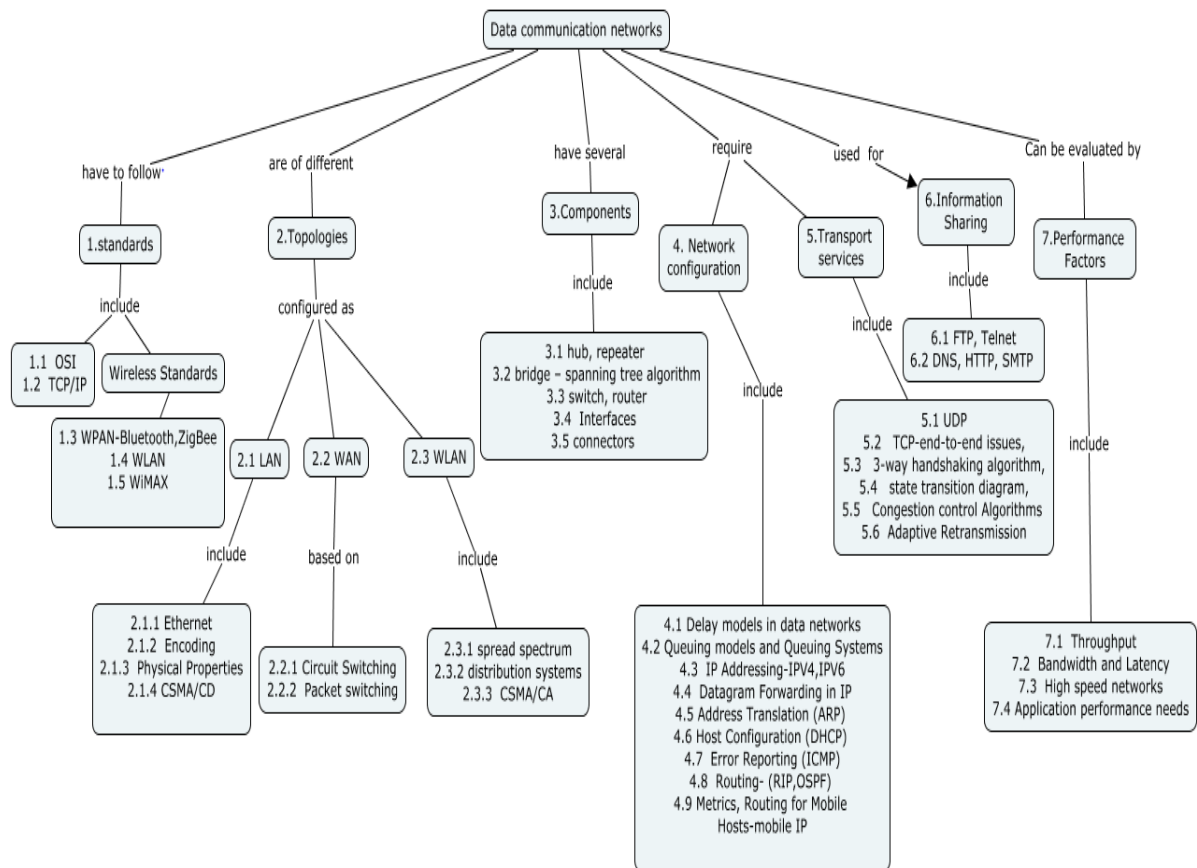 Data communication networks
have to follow
are of different
have several
require
used for
Can be evaluated by
1.standards
2.Topologies
3.Components
4. Network
configuration
5.Transport
services
6.Information
Sharing
7.Performance
Factors
include
configured as
include
include
include
1.1 OSI
1.2 TCP/IP
Wireless Standards
1.3 WPAN-Bluetooth,ZigBee
1.4 WLAN
1.5 WiMAX
2.1 LAN
2.2 WAN
2.3 WLAN
3.1 hub, repeater
3.2 bridge – spanning tree algorithm
3.3 switch, router
3.4 Interfaces
3.5 connectors
6.1 FTP, Telnet
6.2 DNS, HTTP, SMTP
include
include
5.1 UDP
5.2 TCP-end-to-end issues,
5.3 3-way handshaking algorithm,
5.4 state transition diagram,
5.5 Congestion control Algorithms
5.6 Adaptive Retransmission
include
based on
include
2.1.1 Ethernet
2.1.2 Encoding
2.1.3 Physical Properties
2.1.4 CSMA/CD
2.2.1 Circuit Switching
2.2.2 Packet switching
2.3.1 spread spectrum
2.3.2 distribution systems
2.3.3 CSMA/CA
4.1 Delay models in data networks
4.2 Queuing models and Queuing Systems
4.3 IP Addressing-IPV4,IPV6
4.4 Datagram Forwarding in IP
4.5 Address Translation (ARP)
4.6 Host Configuration (DHCP)
4.7 Error Reporting (ICMP)
4.8 Routing- (RIP,OSPF)
4.9 Metrics, Routing for Mobile
Hosts-mobile IP
7.1 Throughput
7.2 Bandwidth and Latency
7.3 High speed networks
7.4 Application performance needs